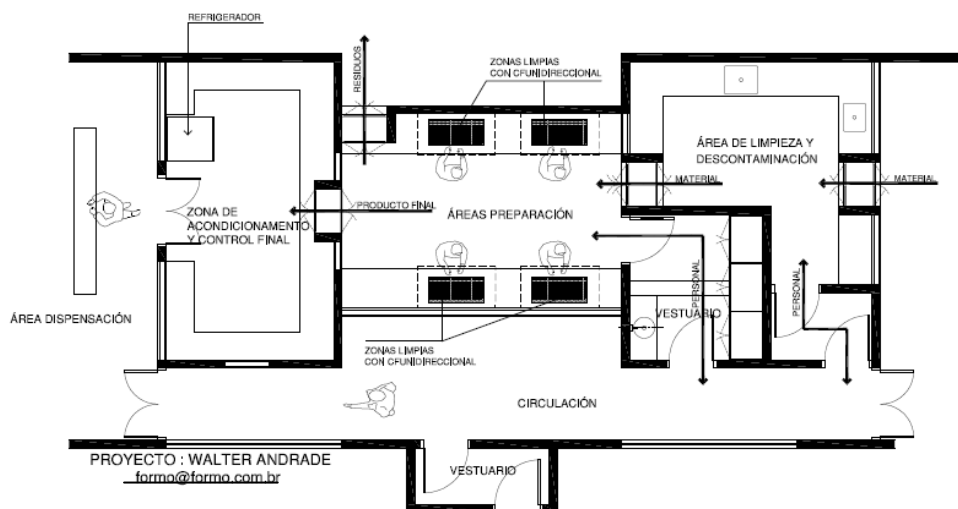 REFRIGERADOR
RESIDUOS
ZONAS LIMPIAS
CON CFUNIDIRECCIONAL
ÁREA DE LIMPIEZA Y
DESCONTAMINACIÓN
MATERIAL
MATERIAL
PRODUCTO FINAL
ÁREAS PREPARACIÓN
ZONA DE
ACONDICIONAMIENTO
Y CONTROL FINAL
ÁREA DISPENSACIÓN
PERSONAL
PERSONAL
VESTUARIO
ZONAS LIMPIAS
CON CFUNIDIRECCIONAL
CIRCULACIÓN
PROYECTO : WALTER ANDRADE
formo@formo.com.br
VESTUARIO